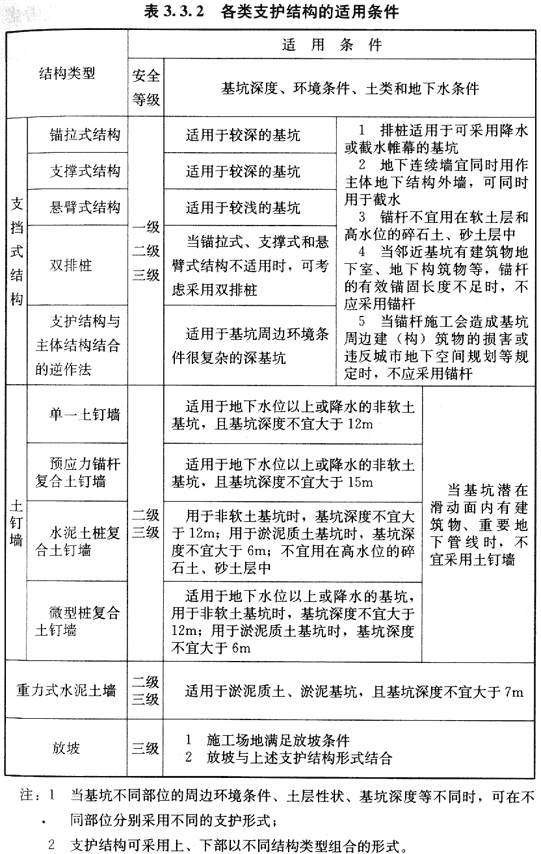 表 3.3.2 各类支护结构的适用条件
结构类型
适 用 条 件
安全
等级
基坑深度、环境条件、土类和地下水条件
支
挡
式
结
构
锚拉式结构
适用于较深的基坑
支撑式结构
适用于较深的基坑
悬臂式结构
适用于较浅的基坑
双排桩
当锚拉式、支撑式和悬
臂式结构不适用时，可考
虑采用双排桩
支护结构与
主体结构结合
的逆作法
适用于基坑周边环境条
件很复杂的深基坑
一级
二级
三级
1 排桩适用于可采用降水
或截水帷幕的基坑
2 地下连续墙宜同时用作
主体地下结构外墙，可同时
用于截水
3 锚杆不宜用在软土层和
高水位的碎石土、砂土层中
4 当邻近基坑有建筑物地
下室、地下构筑物等，锚杆
的有效锚固长度不足时，不
应采用锚杆
5 当锚杆施工会造成基坑
周边建（构）筑物的损害或
违反城市地下空间规划等规
定时，不应采用锚杆
土
钉
墙
单一土钉墙
适用于地下水位以上或降水的非软土
基坑，且基坑深度不宜大于 12m
预应力锚杆
复合土钉墙
适用于地下水位以上或降水的非软土
基坑，且基坑深度不宜大于 15m
水泥土桩复
合土钉墙
用于非软土基坑时，基坑深度不宜大
于 12m；用于淤泥质土基坑时，基坑深
度不宜大于 6m；不宜用在高水位的碎
石土、砂土层中
微型桩复合
土钉墙
适用于地下水位以上或降水的基坑，
用于非软土基坑时，基坑深度不宜大于
12m；用于淤泥质土基坑时，基坑深度
不宜大于 6m
二级
三级
当基坑潜在
滑动面内有建
筑物、重要地
下管线时，不
宜采用土钉墙
重力式水泥土墙
二级
三级
适用于淤泥质土、淤泥基坑，且基坑深度不宜大于 7m
放坡
三级
1 施工场地满足放坡条件
2 放坡与上述支护结构形式结合
注：1 当基坑不同部位的周边环境条件、土层性状、基坑深度等不同时，可在不
同部位分别采用不同的支护形式；
2 支护结构可采用上、下部以不同结构类型组合的形式。